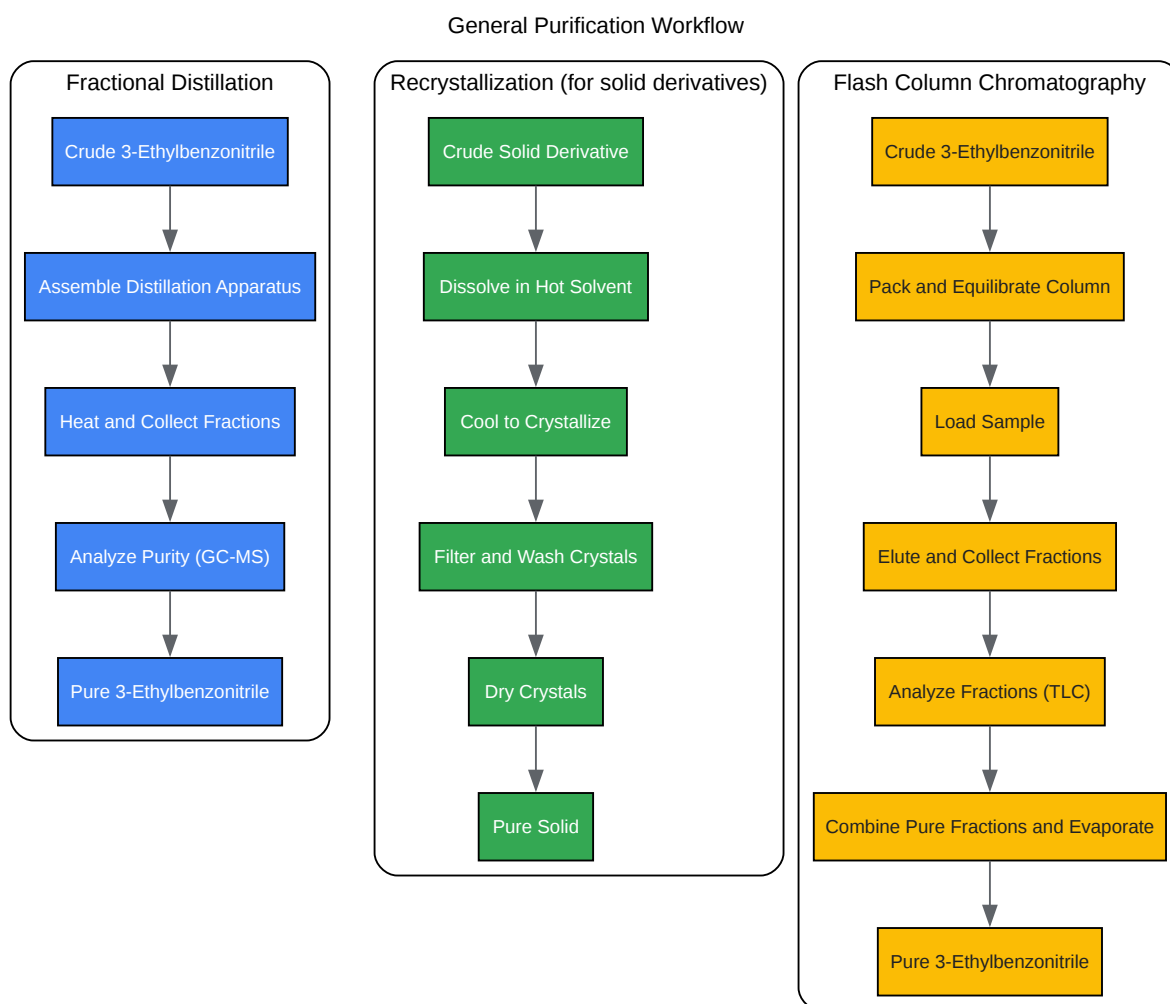 General Purification Workflow
Fractional Distillation
Crude 3-Ethylbenzonitrile
Assemble Distillation Apparatus
Heat and Collect Fractions
Analyze Purity (GC-MS)
Pure 3-Ethylbenzonitrile
Recrystallization (for solid derivatives)
Crude Solid Derivative
Dissolve in Hot Solvent
Cool to Crystallize
Filter and Wash Crystals
Dry Crystals
Pure Solid
Flash Column Chromatography
Crude 3-Ethylbenzonitrile
Pack and Equilibrate Column
Load Sample
Elute and Collect Fractions
Analyze Fractions (TLC)
Combine Pure Fractions and Evaporate
Pure 3-Ethylbenzonitrile